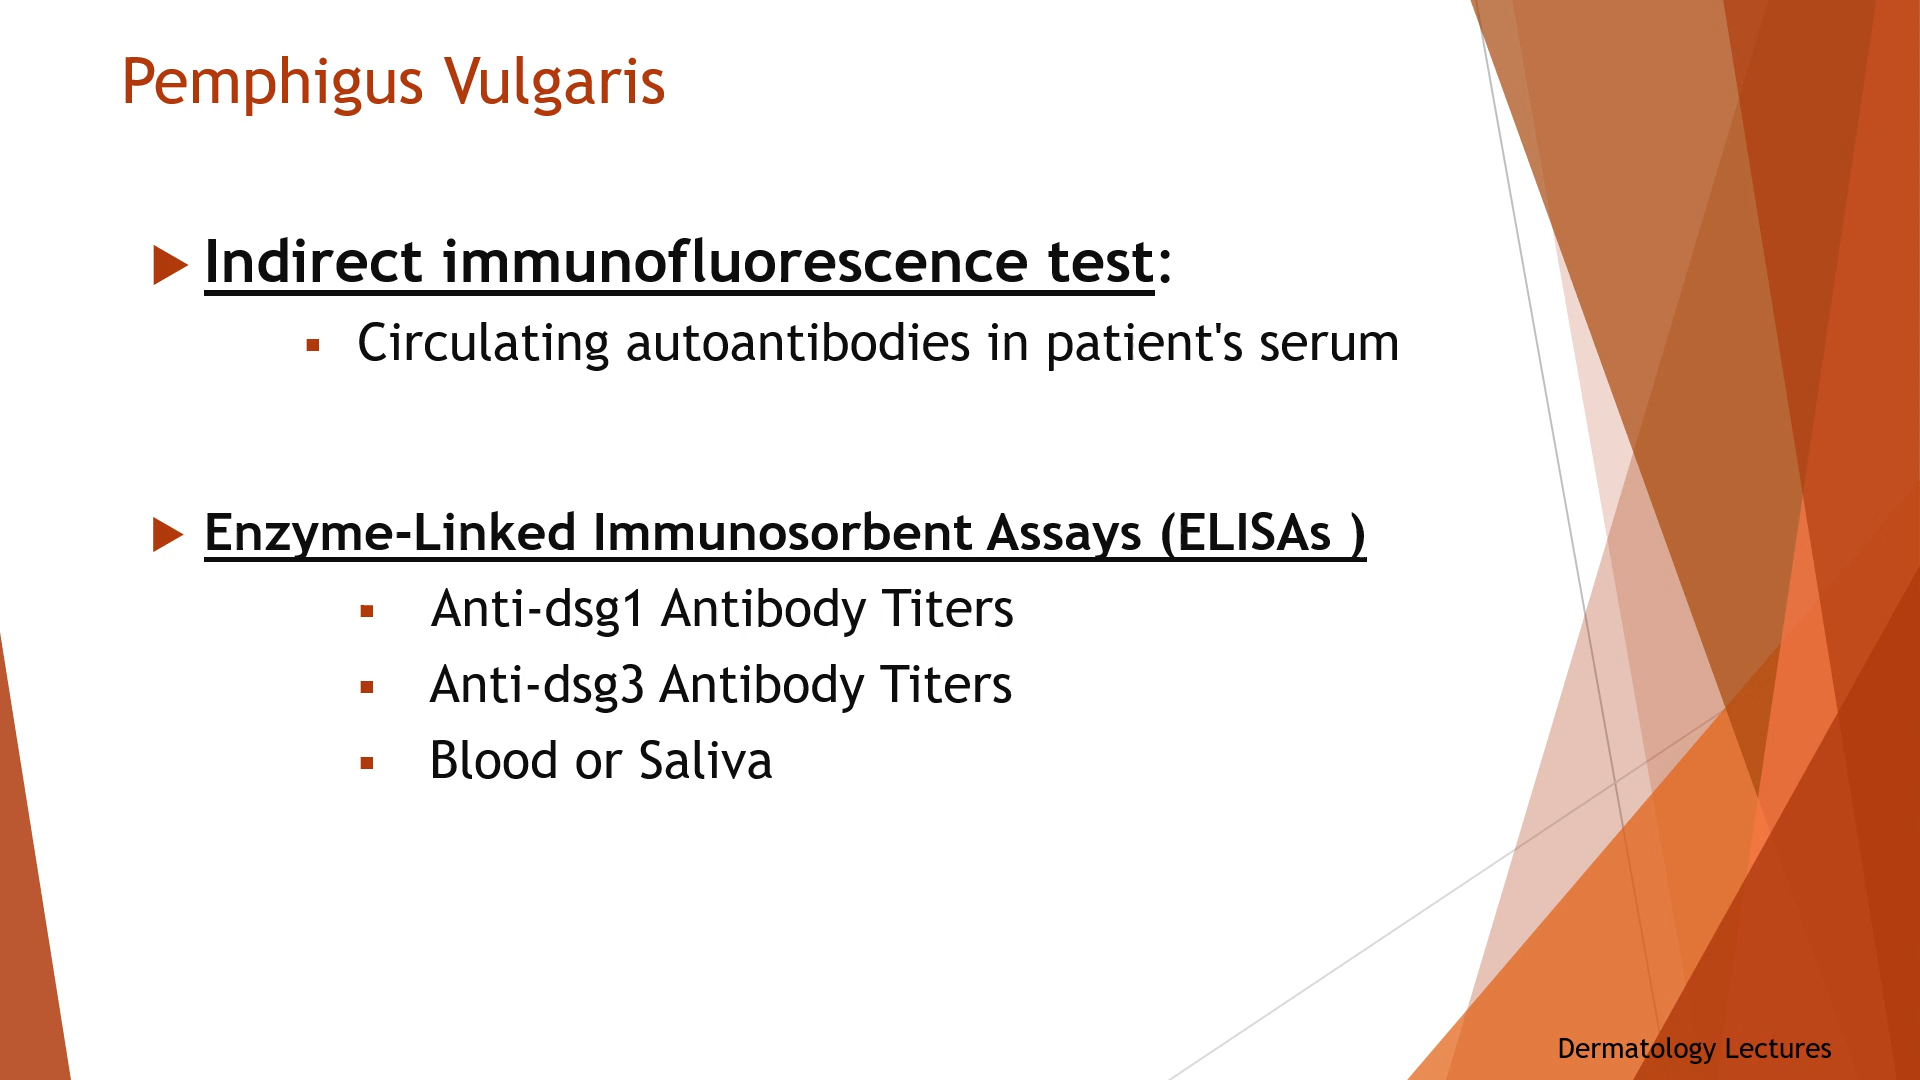 Pemphigus Vulgaris
Indirect immunofluorescence test:
Circulating autoantibodies in patient's serum
Enzyme-Linked Immunosorbent Assays (ELISAs )
Anti-dsg1 Antibody Titers
Anti-dsg3 Antibody Titers
Blood or Saliva
Dermatology Lectures